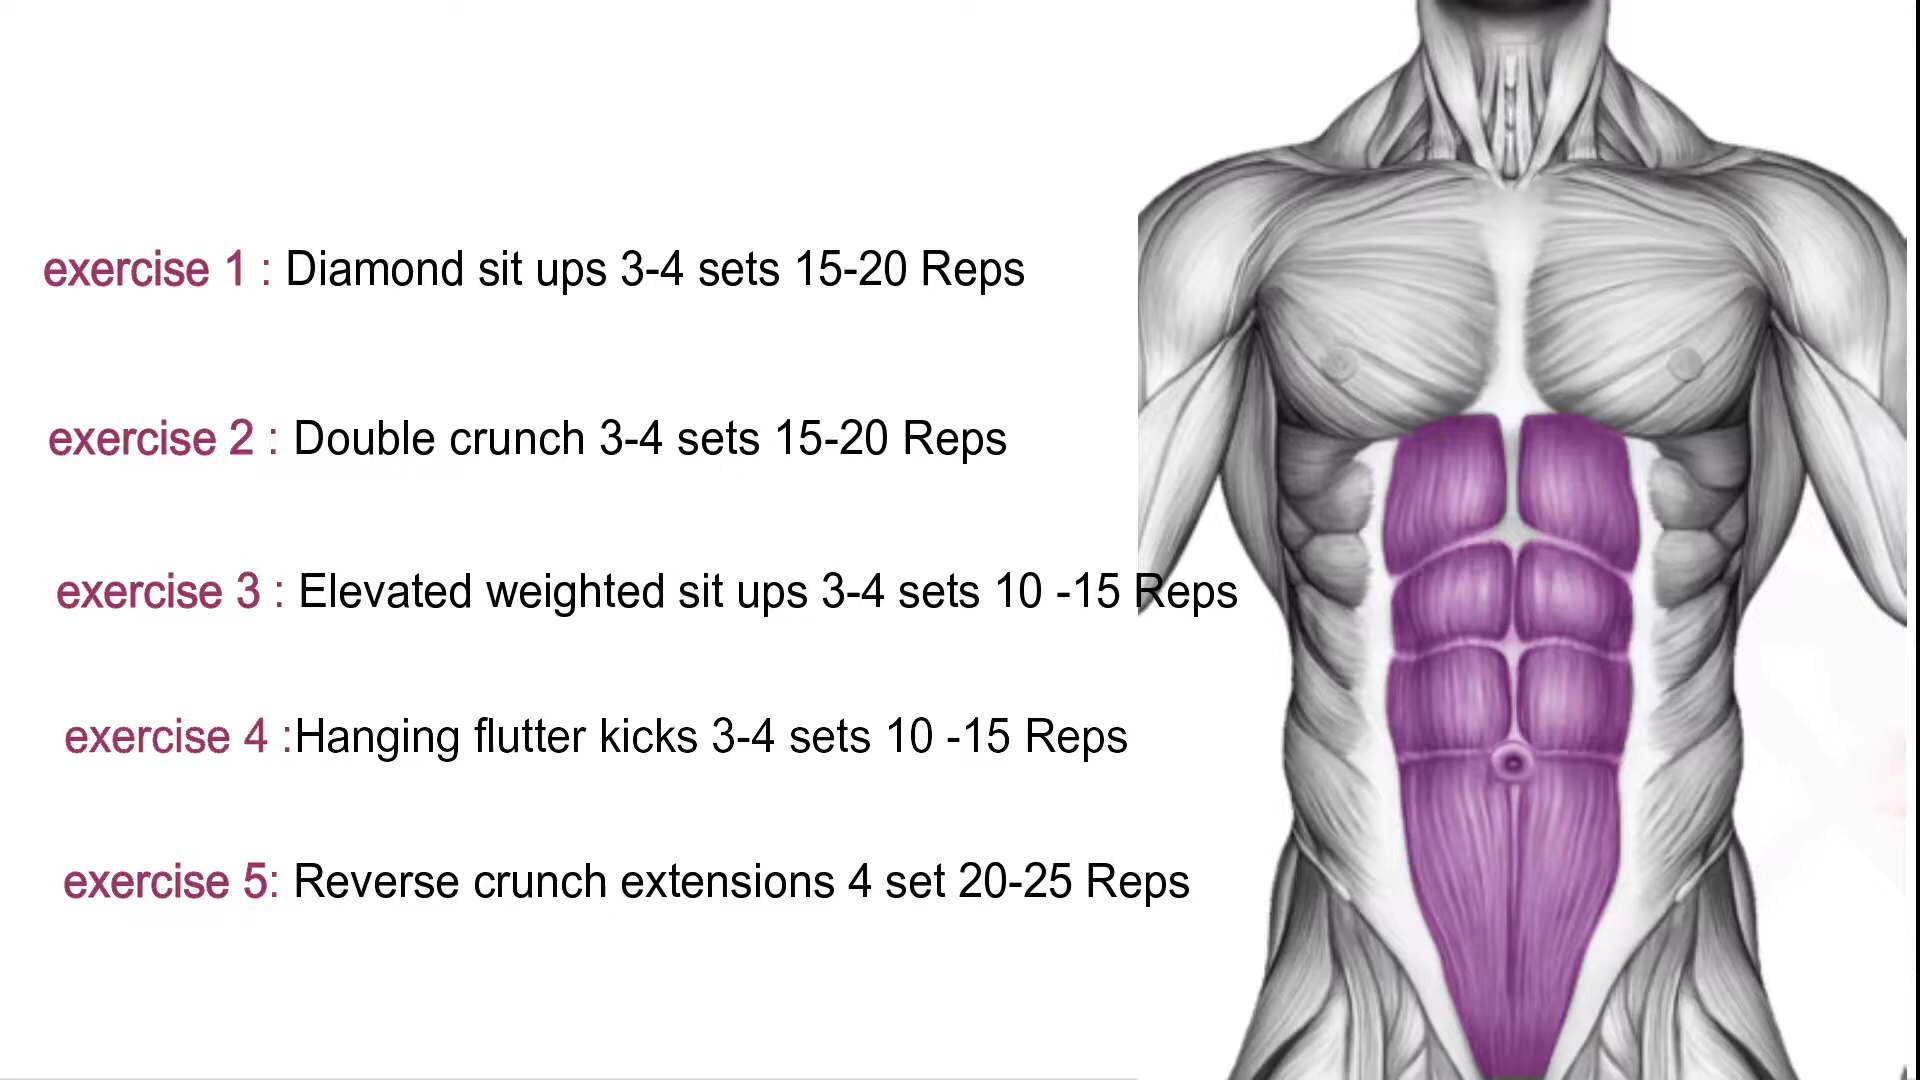 exercise 1 : Diamond sit ups 3-4 sets 15-20 Reps
exercise 2 : Double crunch 3-4 sets 15-20 Reps
exercise 3 : Elevated weighted sit ups 3-4 sets 10 -15 Reps
exercise 4 :Hanging flutter kicks 3-4 sets 10 -15 Reps
exercise 5: Reverse crunch extensions 4 set 20-25 Reps